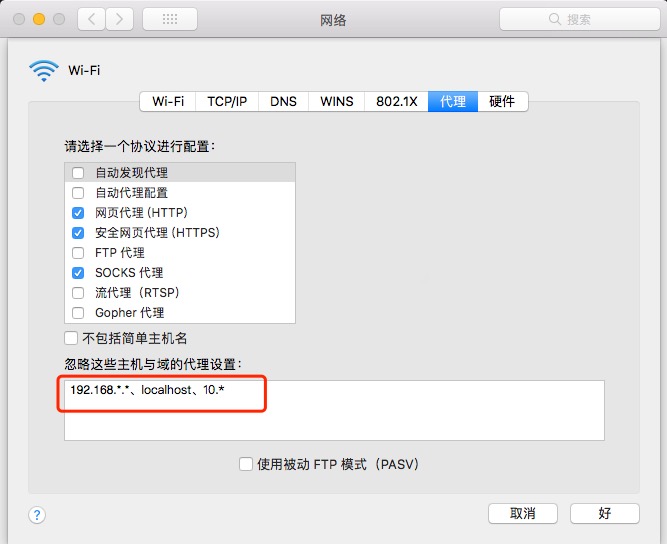 网络
搜索
Wi-Fi
Wi-Fi TCP/IP DNS WINS 802.1X 代理 硬件
请选择一个协议进行配置：
自动发现代理
自动代理配置
网页代理（HTTP）
安全网页代理（HTTPS）
FTP 代理
SOCKS 代理
流代理（RTSP）
Gopher 代理
不包括简单主机名
忽略这些主机与域的代理设置：
192.168.*.*、localhost、10.*
使用被动 FTP 模式（PASV）
?
取消 好